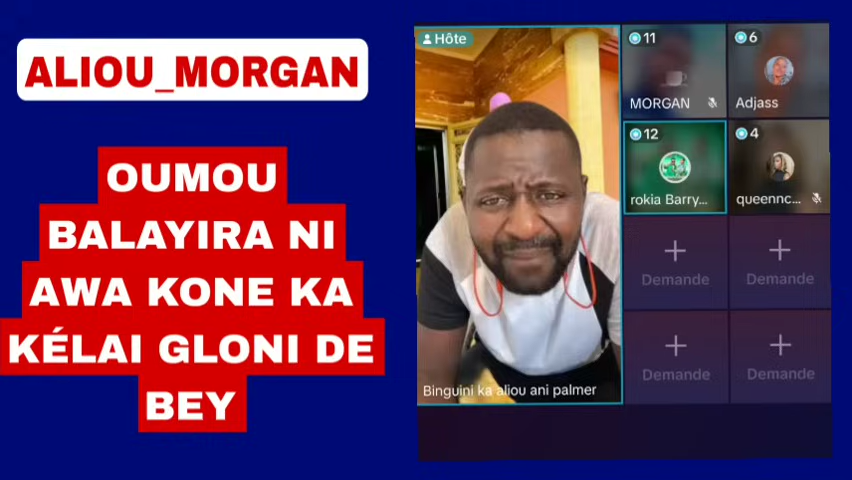 ALIOU_MORGAN
OUMOU
BALAYIRA NI
AWA KONE KA
KÉLAI GLONI DE
BEY
Hôte
Binguini ka aliou ani palmer
11
MORGAN
6
Adjass
12
rokia Barry...
4
queennc...
Demande
Demande
Demande
Demande